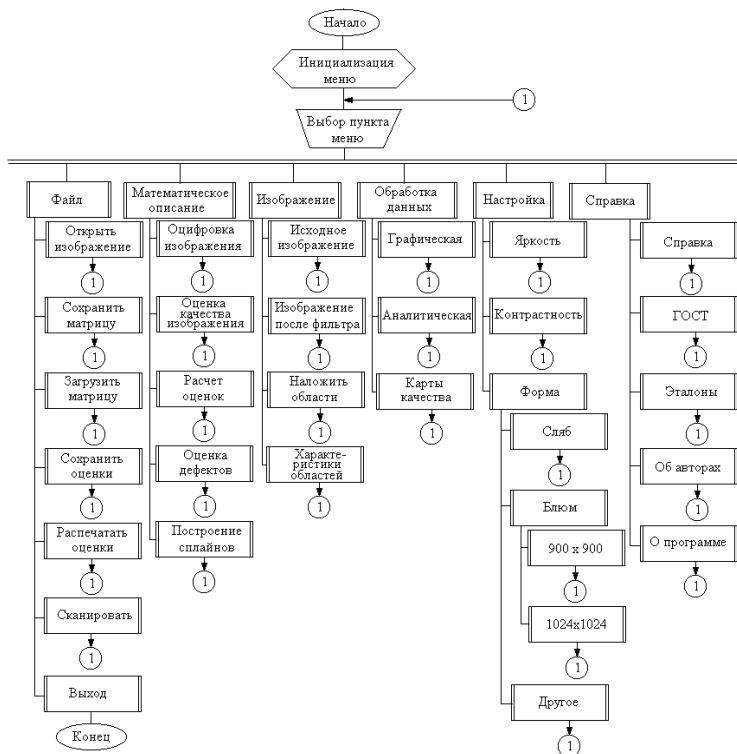 Начало
Инициализация
меню
1
Выбор пункта
меню
Файл
Открыть
изображение
1
Сохранить
матрицу
1
Загрузить
матрицу
1
Сохранить
оценки
1
Распечатать
оценки
1
Сканировать
1
Выход
Конец
Математическое
описание
Оцифровка
изображения
1
Оценка
качества
изображения
1
Расчет
оценок
1
Оценка
дефектов
1
Построение
сплайнов
1
Изображение
Исходное
изображение
1
Изображение
после фильтра
1
Наложить
области
1
Характе-
ристики
областей
1
Обработка
данных
Графическая
1
Аналитическая
1
Карты
качества
1
Настройка
Яркость
1
Контрастность
1
Форма
Сляб
1
Блюм
900 x 900
1
1024x1024
1
Другое
1
Справка
Справка
1
ГОСТ
1
Эталоны
1
Об авторах
1
О программе
1